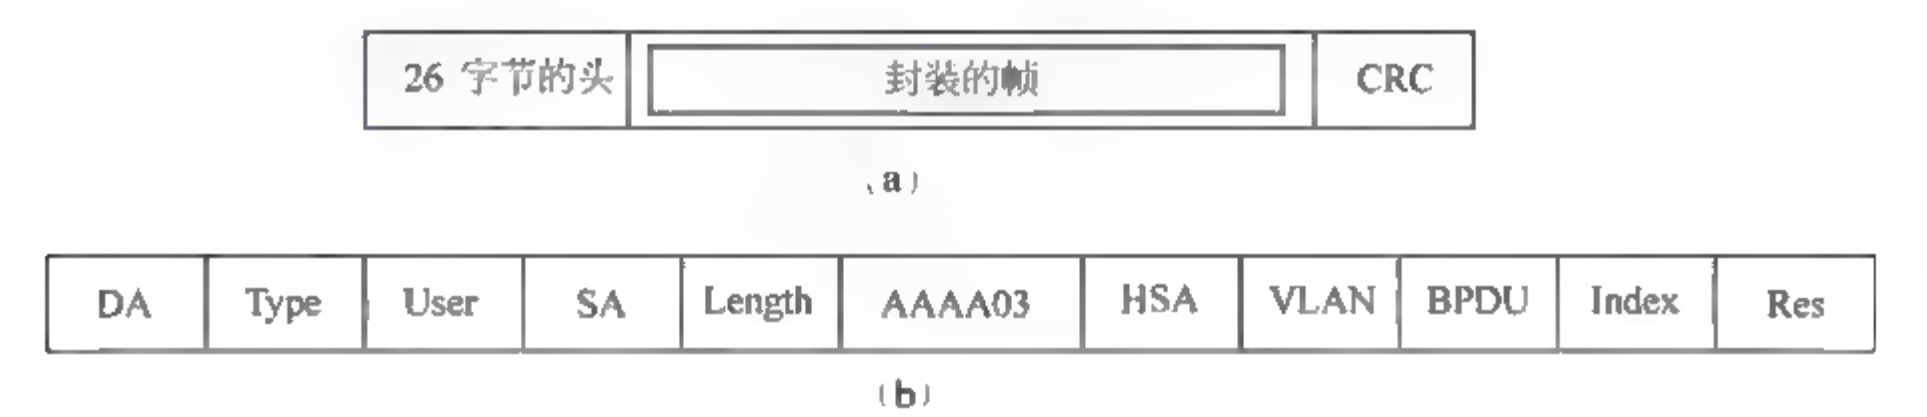 26 字节的头 封装的帧 CRC
(a)
DA Type User SA Length AAAA03 HSA VLAN BPDU Index Res
(b)